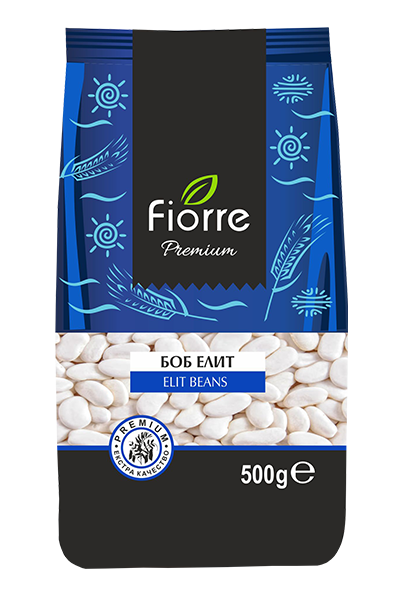 Fiorre
Premium
БОБ ЕЛИТ
ELIT BEANS
• PREMIUM •
ЕКСТРА КАЧЕСТВО
500g ℮